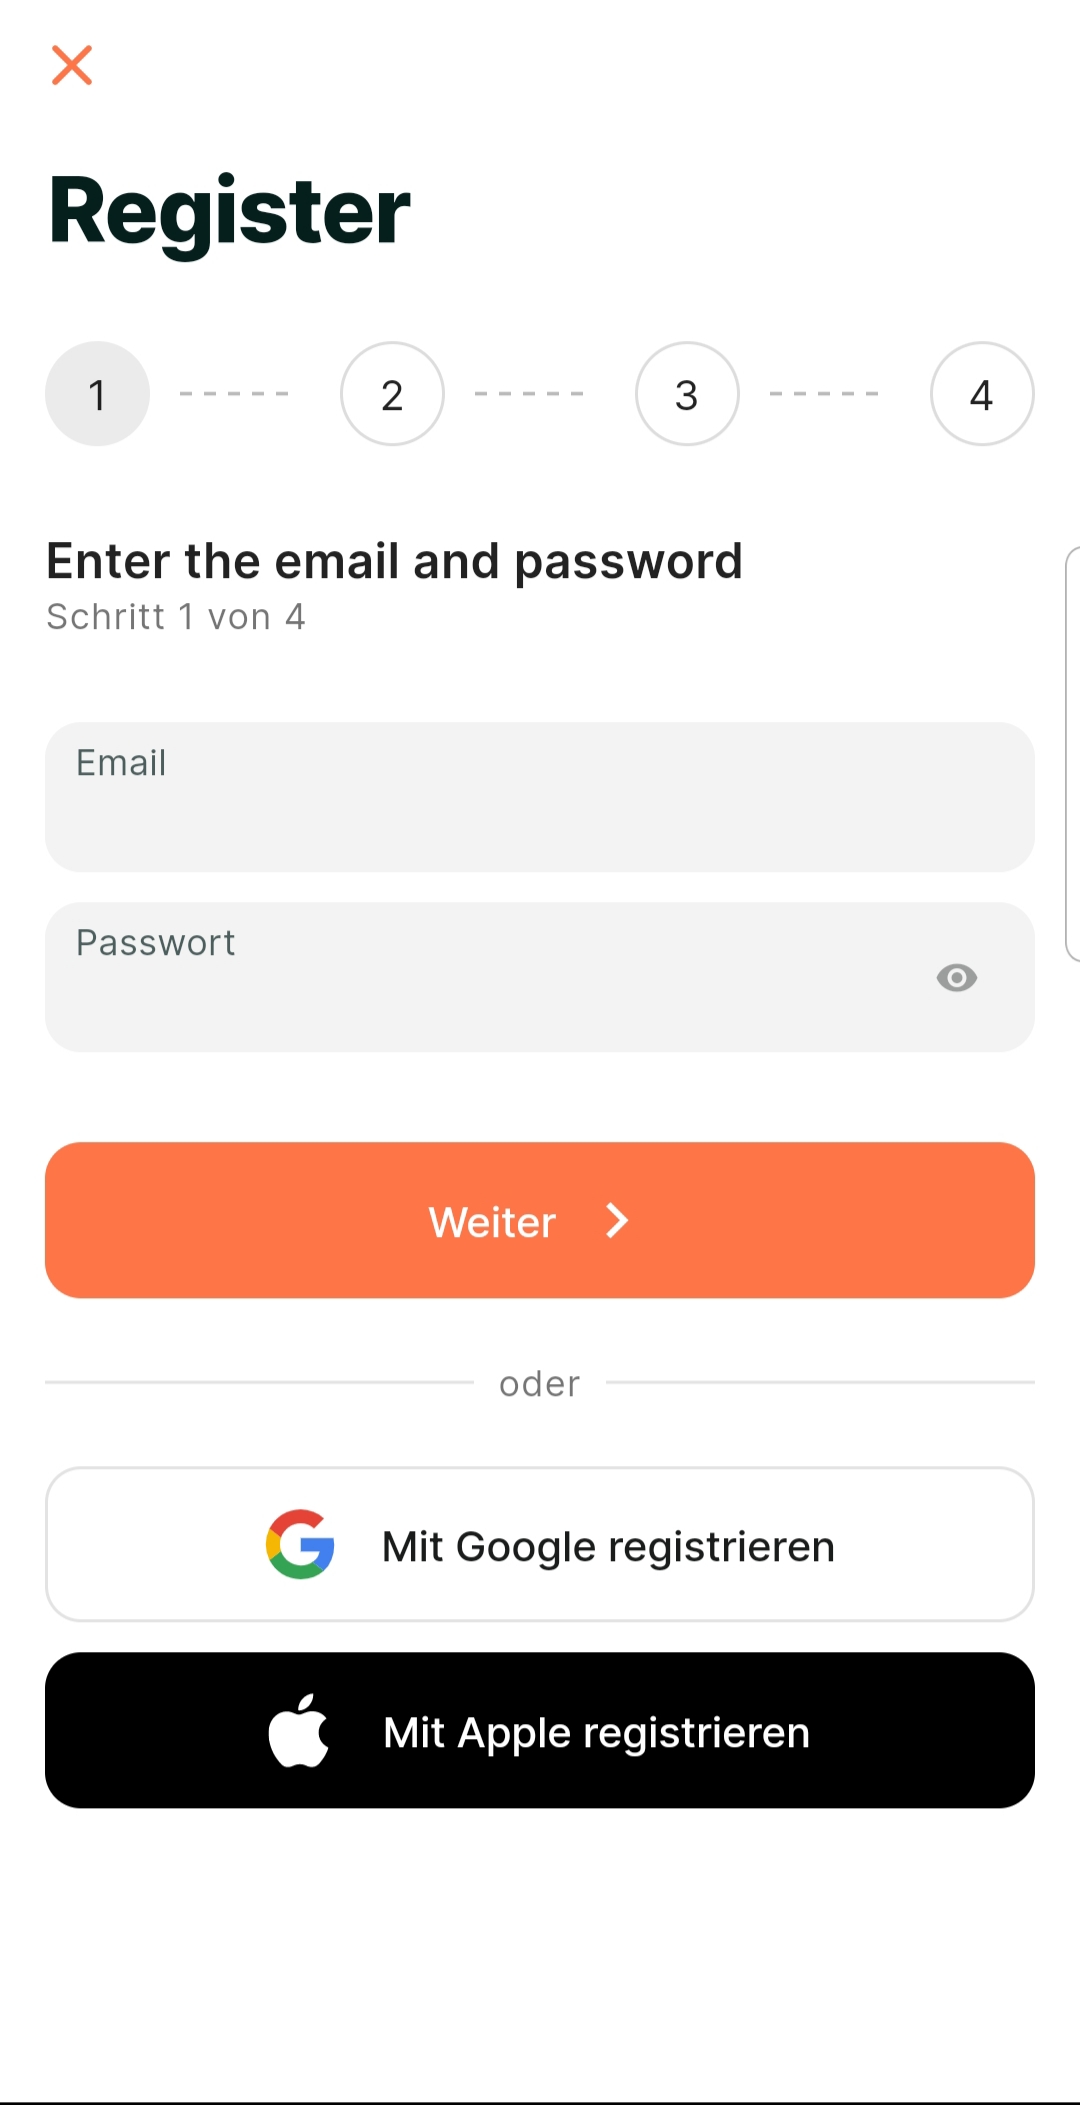 Register
1
2
3
4
Enter the email and password
Schritt 1 von 4
Email
Passwort
Weiter
oder
Mit Google registrieren
Mit Apple registrieren